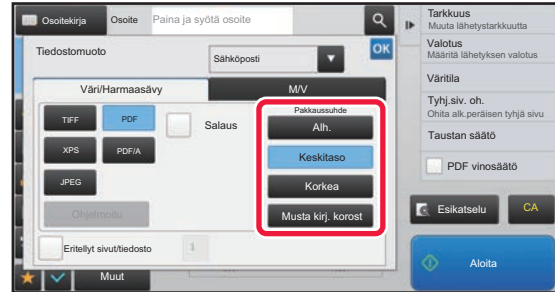 Osoitekirja
Osoite
Paina ja syötä osoite
Tiedostomuoto
Sähköposti
OK
Väri/Harmaasävy
M/V
TIFF
PDF
Salaus
XPS
PDF/A
JPEG
Ohjelmoitu
Pakkaussuhde
Alh.
Keskitaso
Korkea
Musta kirj. korost
Eritellyt sivut/tiedosto
1
Muut
Tarkkuus
Muuta lähetystarkkuutta
Valotus
Määritä lähetyksen valotus
Väritila
Tyhj.siv. oh.
Ohita alk.peräisen tyhjä sivu
Taustan säätö
PDF vinosäätö
Esikatselu
CA
Aloita